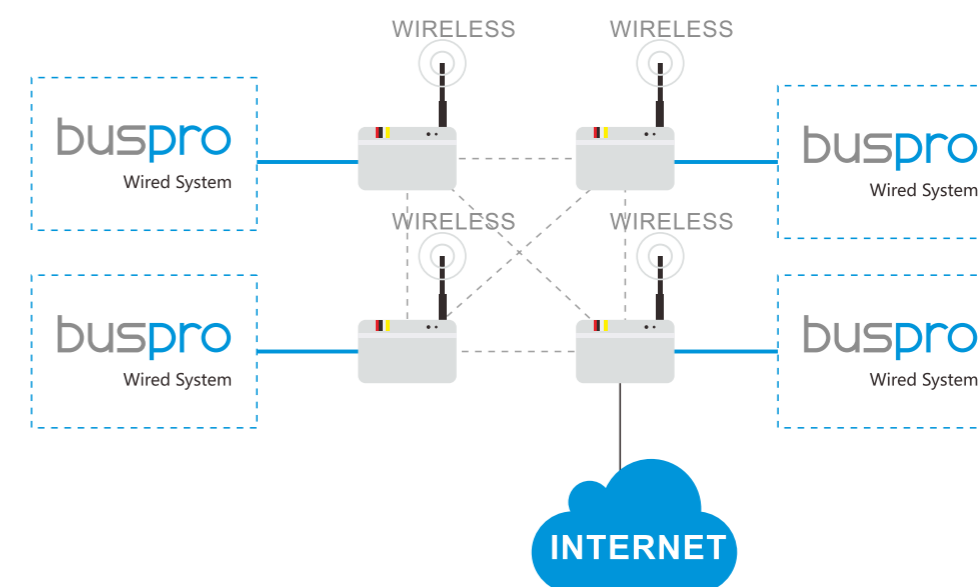 WIRELESS
WIRELESS
buspro
Wired System
buspro
Wired System
WIRELESS
WIRELESS
buspro
Wired System
buspro
Wired System
INTERNET